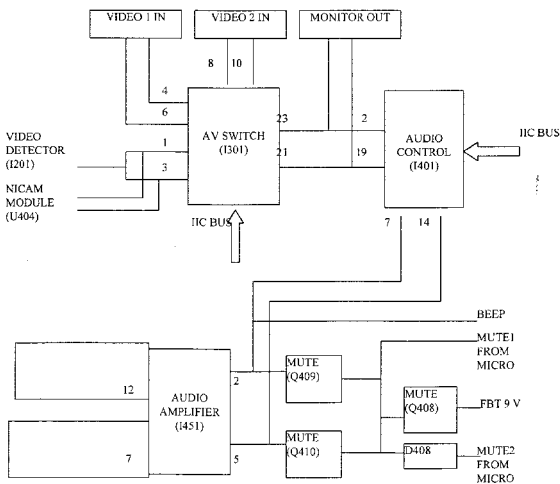 VIDEO 1 IN
VIDEO 2 IN
MONITOR OUT
8 10
4
6
23
2
VIDEO
DETECTOR
(I201)
1
AV SWITCH
(I301)
AUDIO
CONTROL
(I401)
IIC BUS
3
21
19
NICAM
MODULE
(U404)
IIC BUS
7 14
BEEP
MUTE1
FROM
MICRO
12
AUDIO
AMPLIFIER
(I451)
2
MUTE
(Q409)
MUTE
(Q408)
FBT 9 V
7
5
MUTE
(Q410)
D408
MUTE2
FROM
MICRO